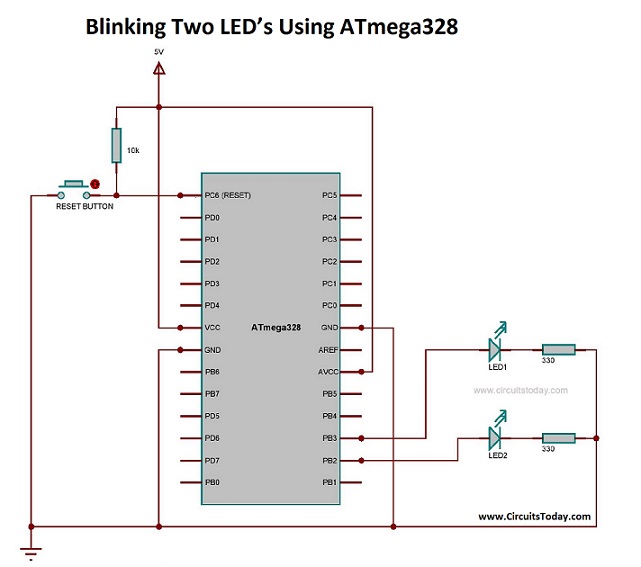 Blinking Two LED's Using ATmega328
5V
10k
RESET BUTTON
PC6 (RESET)
PD0
PD1
PD2
PD3
PD4
VCC
GND
PB6
PB7
PD5
PD6
PD7
PB0
ATmega328
PC5
PC4
PC3
PC2
PC1
PC0
GND
AREF
AVCC
PB5
PB4
PB3
PB2
PB1
LED1
330
www.circuitstoday.com
LED2
330
www.CircuitsToday.com